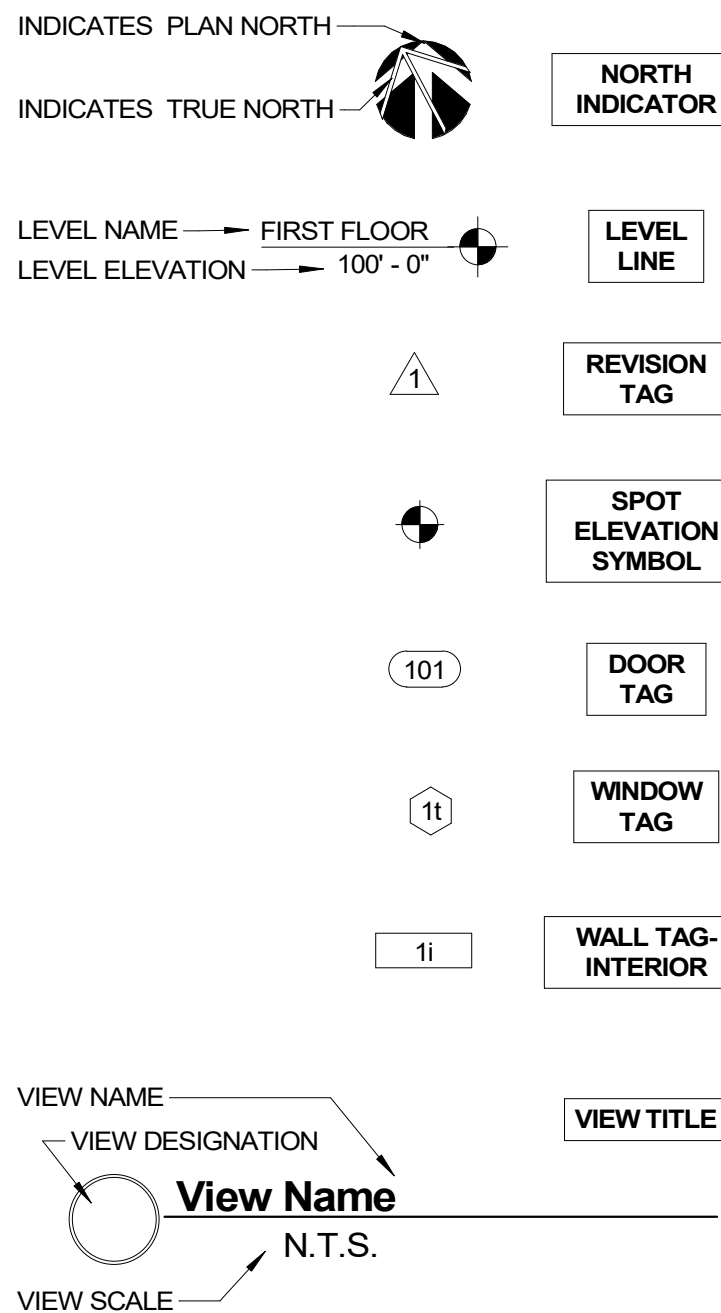 INDICATES PLAN NORTH
INDICATES TRUE NORTH
NORTH
INDICATOR
LEVEL NAME
FIRST FLOOR
LEVEL ELEVATION
100' - 0"
LEVEL
LINE
1
REVISION
TAG
SPOT
ELEVATION
SYMBOL
101
DOOR
TAG
1t
WINDOW
TAG
1i
WALL TAG-
INTERIOR
VIEW NAME
VIEW TITLE
VIEW DESIGNATION
View Name
N.T.S.
VIEW SCALE